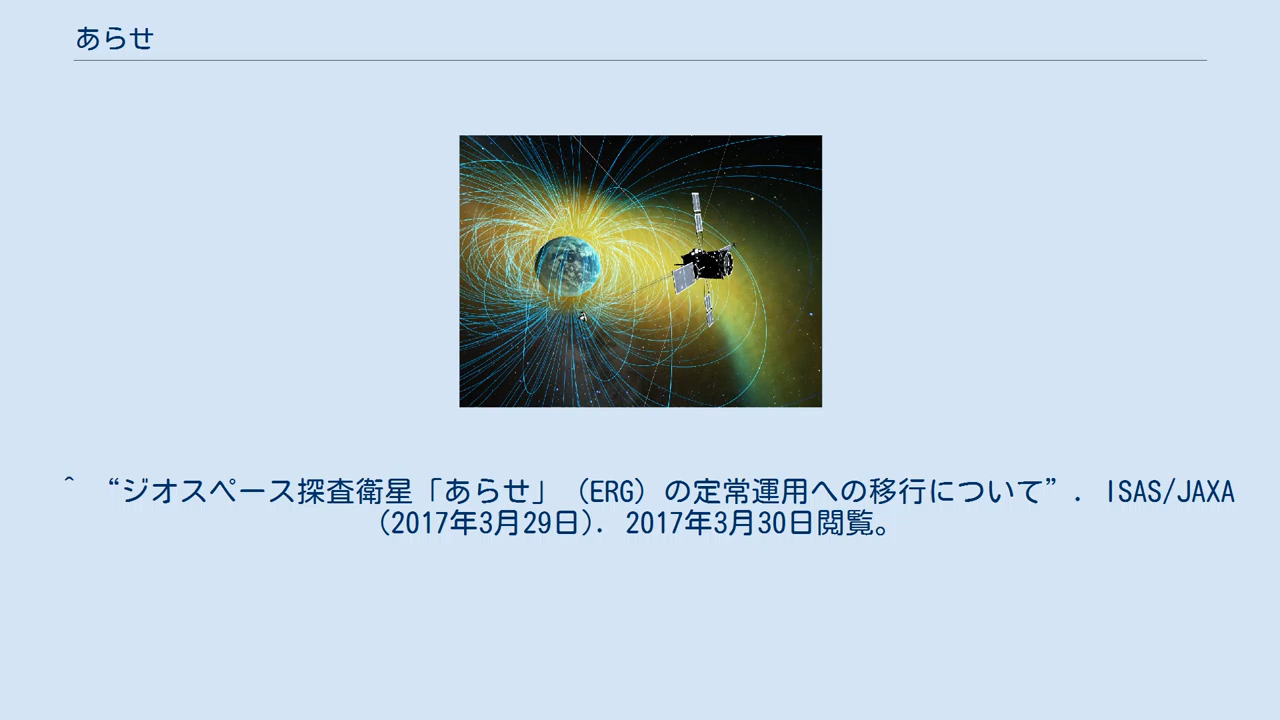 あらせ
^ “ジオスペース探査衛星「あらせ」（ERG）の定常運用への移行について”. ISAS/JAXA
(2017年3月29日). 2017年3月30日閲覧。